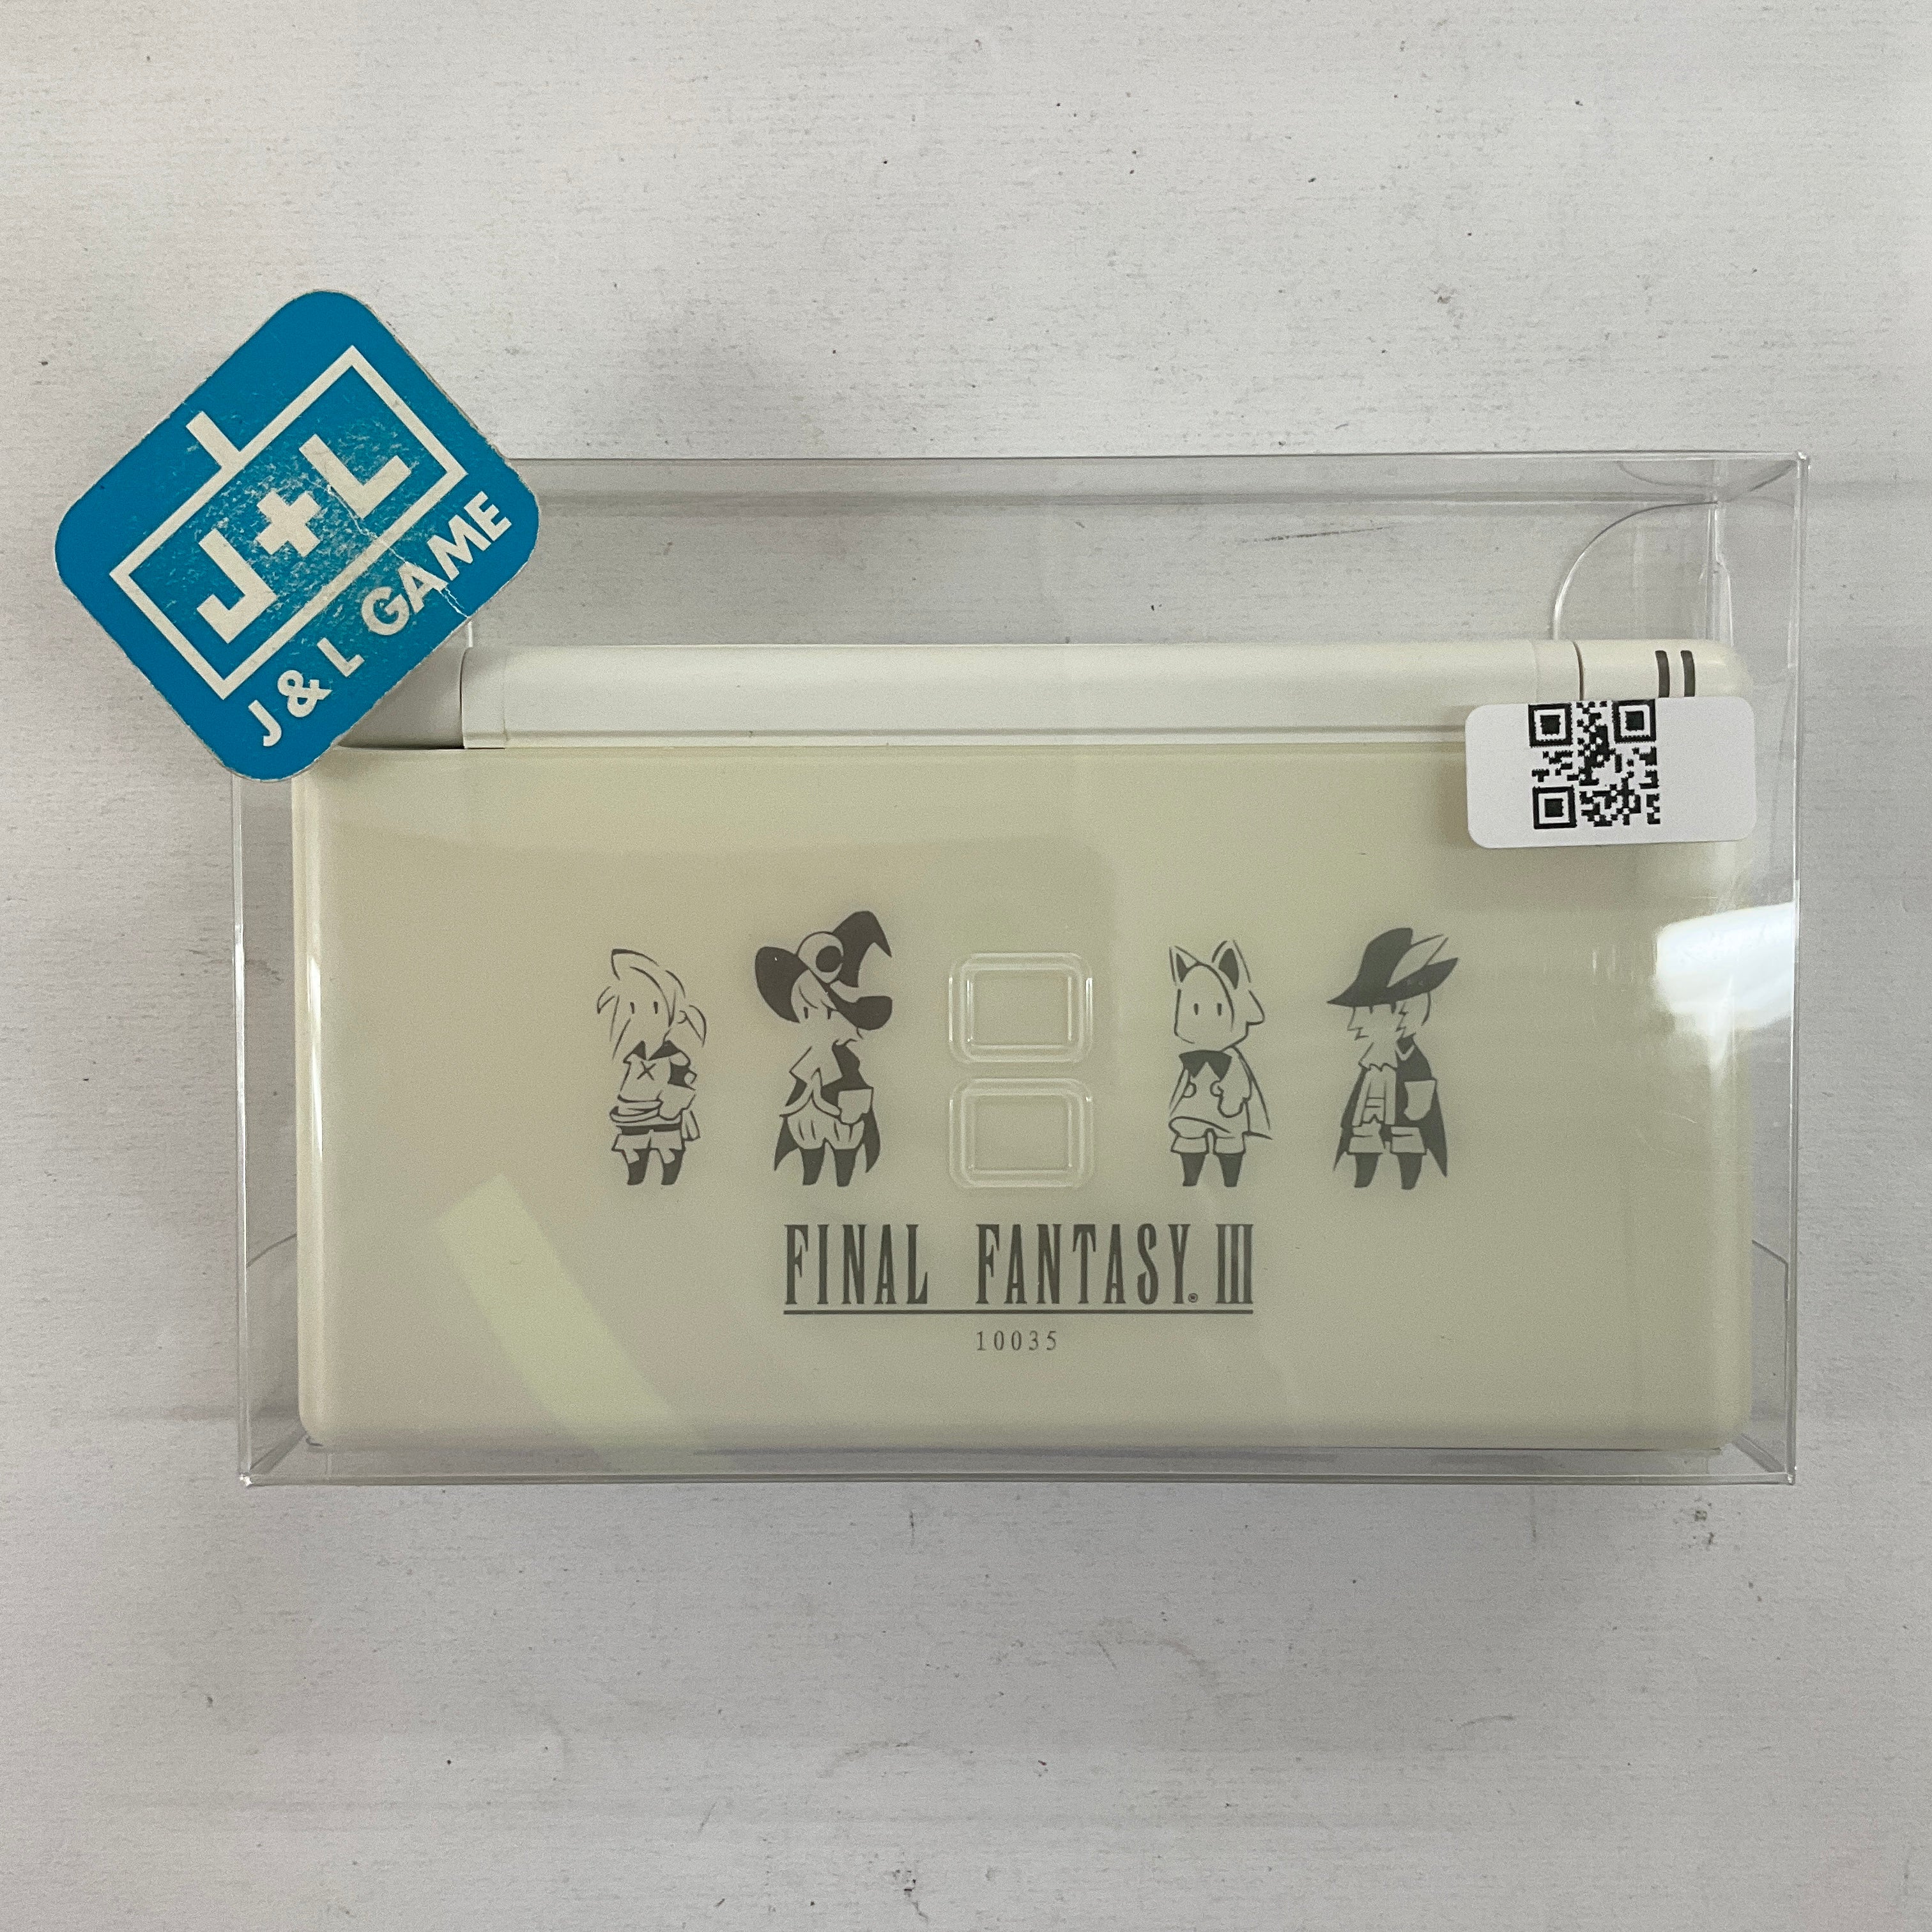 J+L
J & L GAME
FINAL FANTASY® III
10035